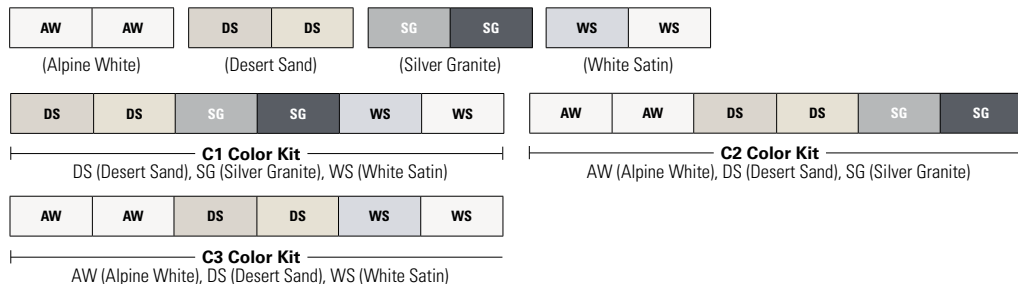 AW AW DS DS SG SG WS WS
(Alpine White) (Desert Sand) (Silver Granite) (White Satin)
DS DS SG SG WS WS
C1 Color Kit
DS (Desert Sand), SG (Silver Granite), WS (White Satin)
AW AW DS DS SG SG
C2 Color Kit
AW (Alpine White), DS (Desert Sand), SG (Silver Granite)
AW AW DS DS WS WS
C3 Color Kit
AW (Alpine White), DS (Desert Sand), WS (White Satin)